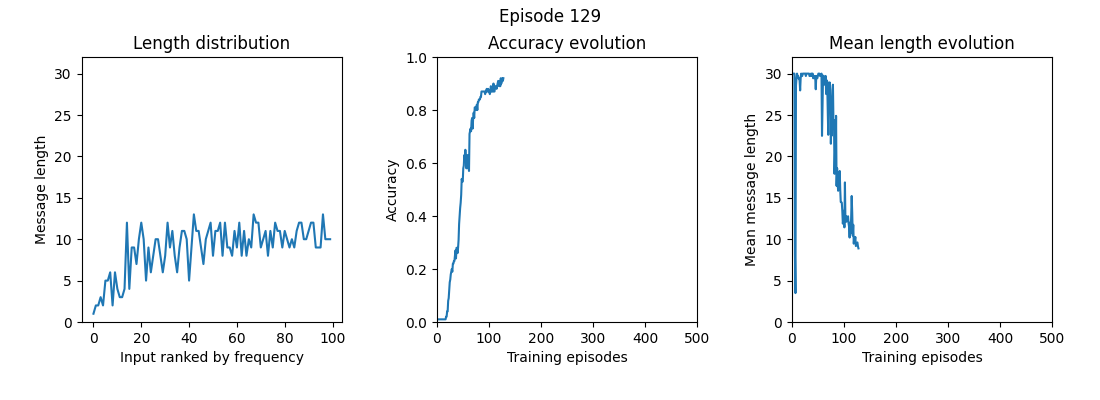 Episode 129
Length distribution
Accuracy evolution
Mean length evolution
Message length
30
25
20
15
10
5
0
0 20 40 60 80 100
Input ranked by frequency
Accuracy
1.0
0.8
0.6
0.4
0.2
0.0
0 100 200 300 400 500
Training episodes
Mean message length
30
25
20
15
10
5
0
0 100 200 300 400 500
Training episodes